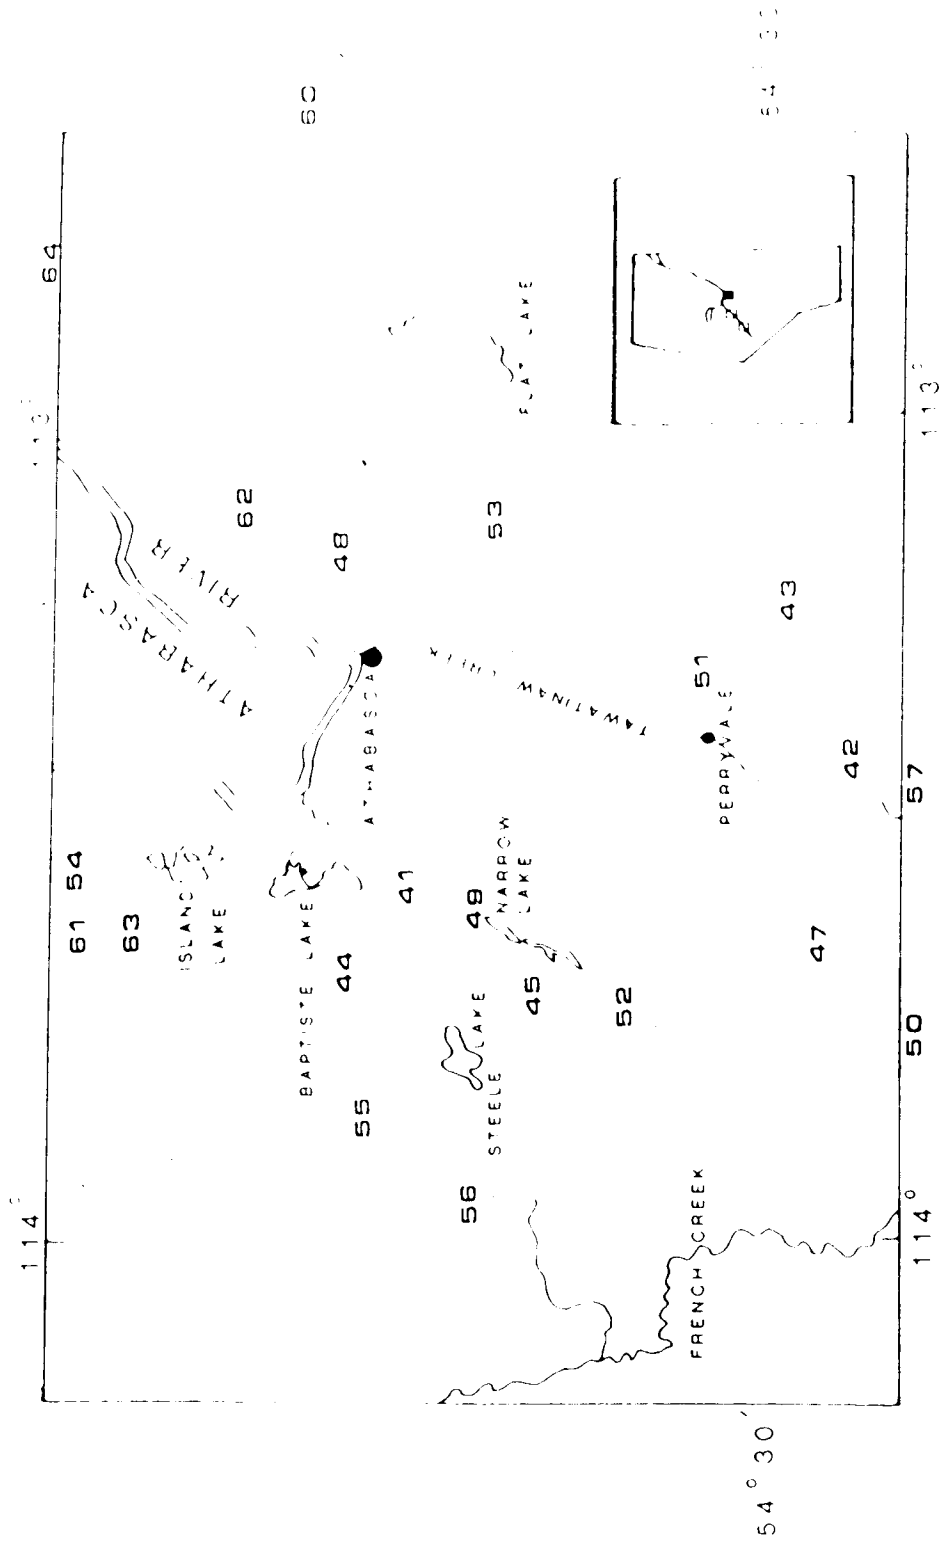 114°
113°
64
61 54
63
ISLAND
LAKE
ATHABASCA
RIVER
62
60
BAPTISTE LAKE
44
48
55
ATHABASCA
41
56
STEELE LAKE
49
NARROW
LAKE
45
53
FLAT LAKE
TAWATINAW CREEK
52
51
PERRYVALE
FRENCH CREEK
43
47
42
54° 30'
50
57
114°
113°